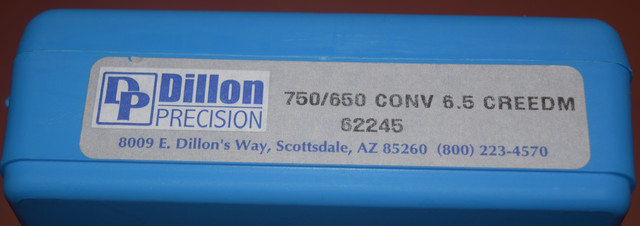 DP Dillon
PRECISION
750/650 CONV 6.5 CREEDM
62245
8009 E. Dillon's Way, Scottsdale, AZ 85260 (800) 223-4570